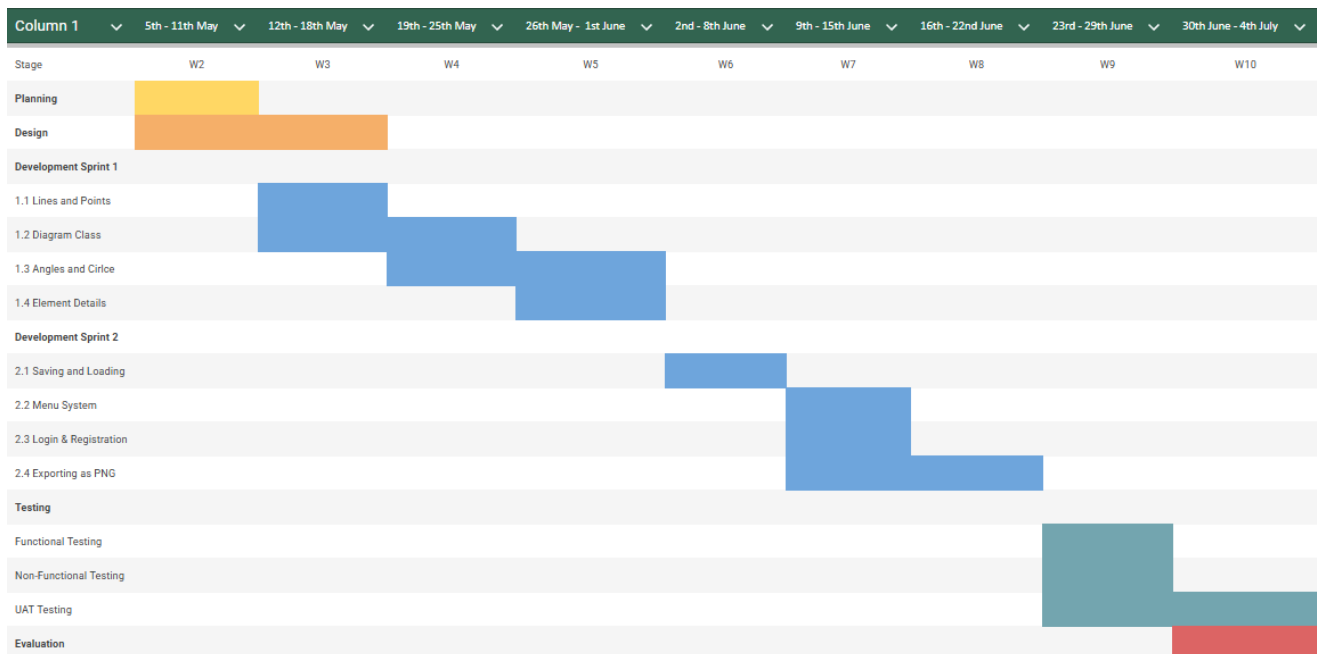 Column 1 5th - 11th May 12th - 18th May 19th - 25th May 26th May - 1st June 2nd - 8th June 9th - 15th June 16th - 22nd June 23rd - 29th June 30th June - 4th July
Stage W2 W3 W4 W5 W6 W7 W8 W9 W10
Planning
Design
Development Sprint 1
1.1 Lines and Points
1.2 Diagram Class
1.3 Angles and Cirlce
1.4 Element Details
Development Sprint 2
2.1 Saving and Loading
2.2 Menu System
2.3 Login & Registration
2.4 Exporting as PNG
Testing
Functional Testing
Non-Functional Testing
UAT Testing
Evaluation